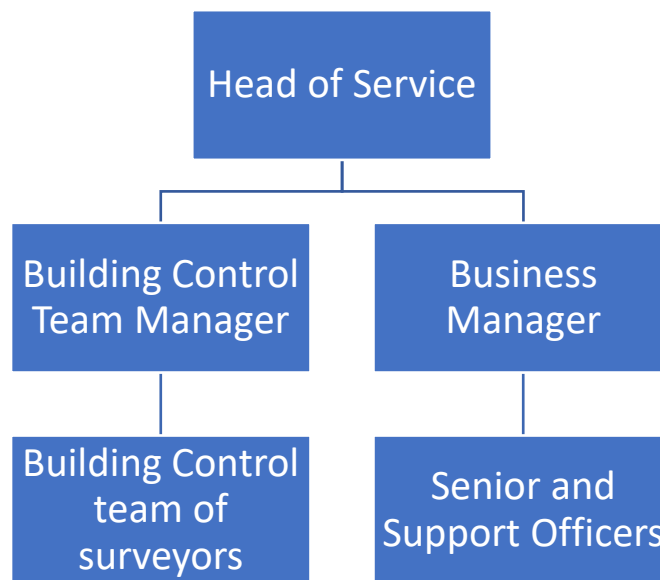 Head of Service
Building Control
Team Manager
Business
Manager
Building Control
team of
surveyors
Senior and
Support Officers